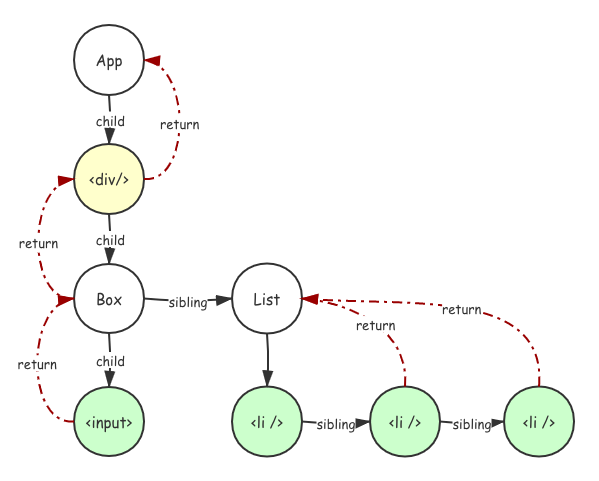 App
child
return
<div/>
return
child
Box
sibling
List
return
child
return
return
<input>
<li />
sibling
<li />
sibling
<li />